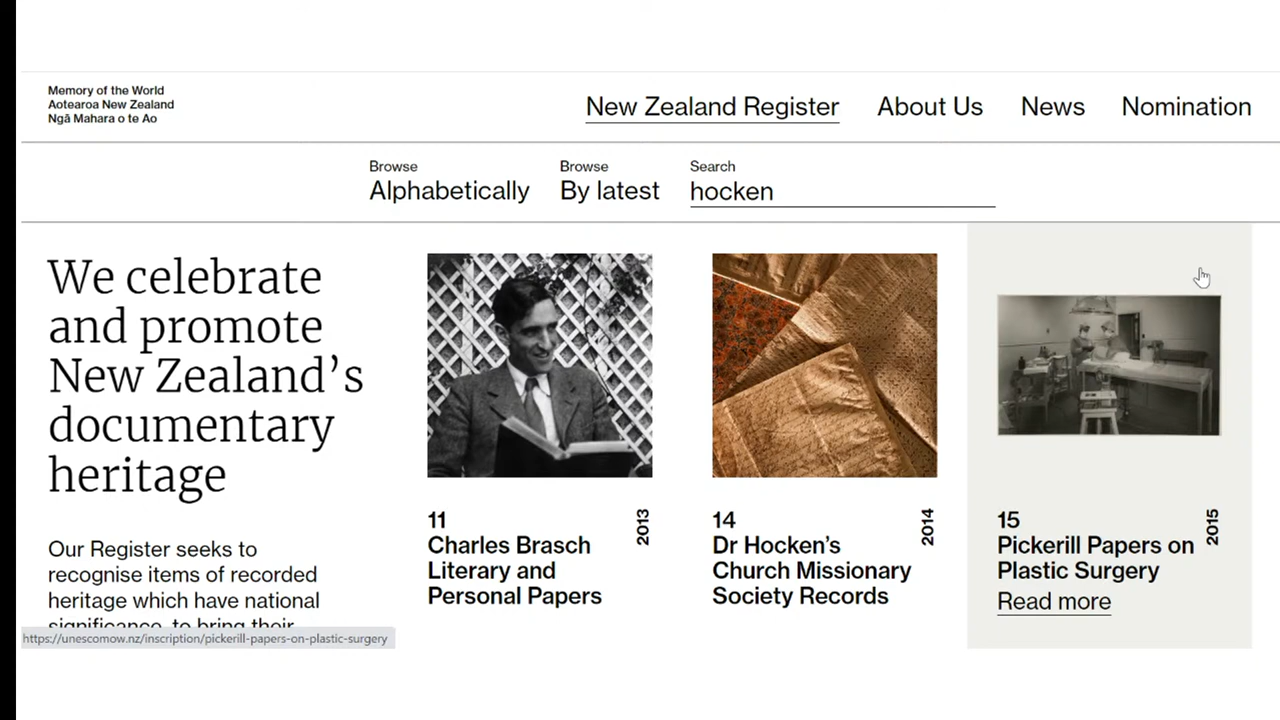 Memory of the World
Aotearoa New Zealand
Ngā Mahara o te Ao
New Zealand Register
About Us
News
Nomination
Browse
Alphabetically
Browse
By latest
Search
hocken
We celebrate
and promote
New Zealand’s
documentary
heritage
Our Register seeks to
recognise items of recorded
heritage which have national
significance, to bring their
https://unescomow.nz/inscription/pickerill-papers-on-plastic-surgery
11
2013
Charles Brasch
Literary and
Personal Papers
14
2014
Dr Hocken’s
Church Missionary
Society Records
15
2015
Pickerill Papers on
Plastic Surgery
Read more